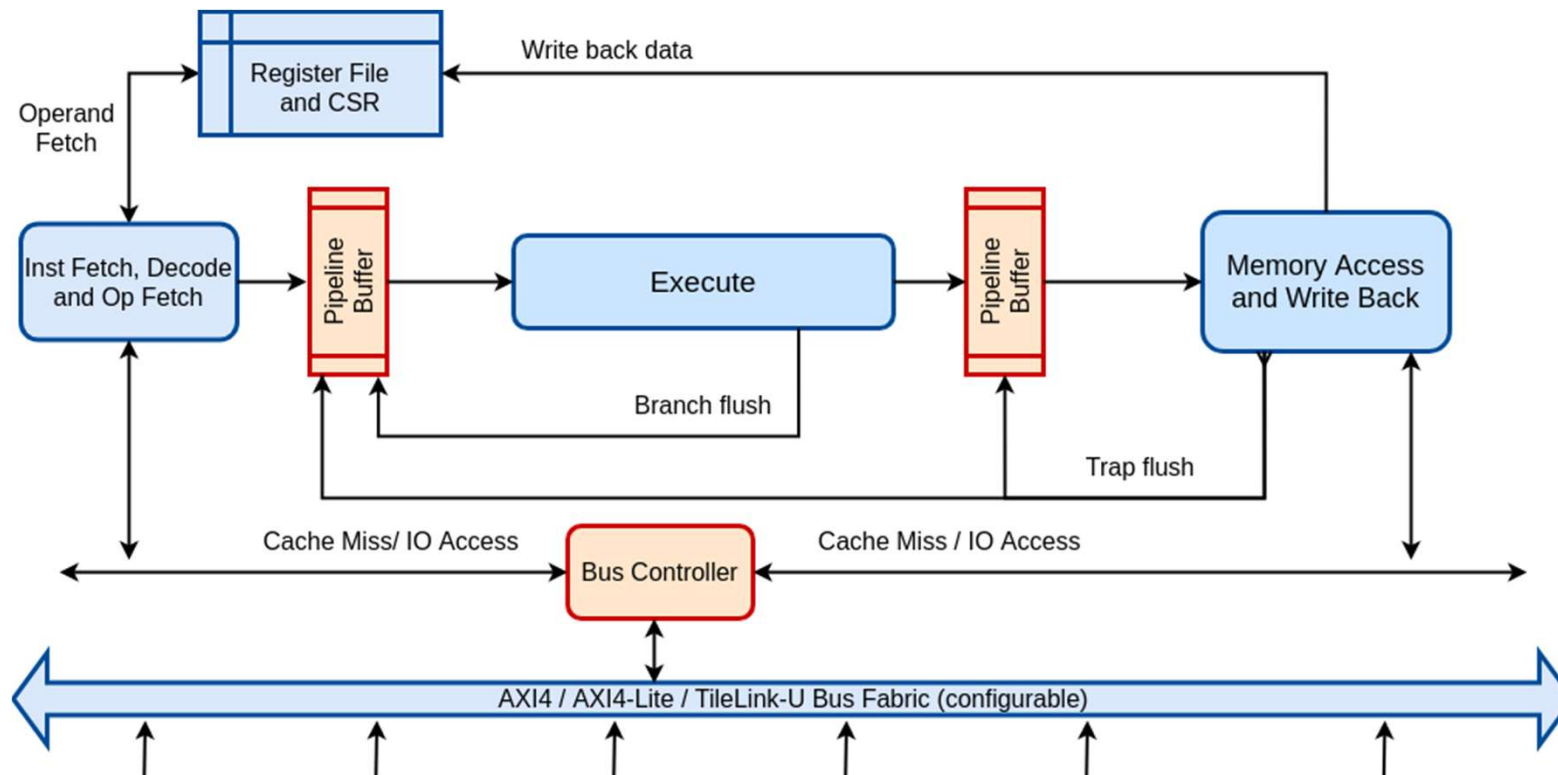 Write back data
Register File
and CSR
Operand
Fetch
Inst Fetch, Decode
and Op Fetch
Pipeline
Buffer
Execute
Pipeline
Buffer
Memory Access
and Write Back
Branch flush
Trap flush
Cache Miss/ IO Access
Bus Controller
Cache Miss / IO Access
AXI4 / AXI4-Lite / TileLink-U Bus Fabric (configurable)